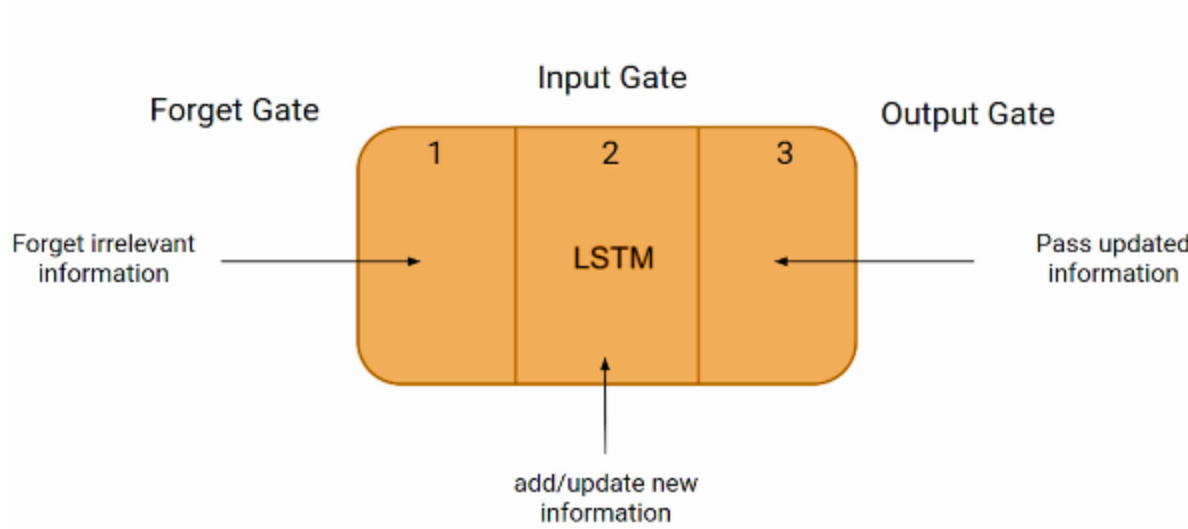 Input Gate
Forget Gate
Output Gate
1
2
3
Forget irrelevant
information
LSTM
Pass updated
information
add/update new
information